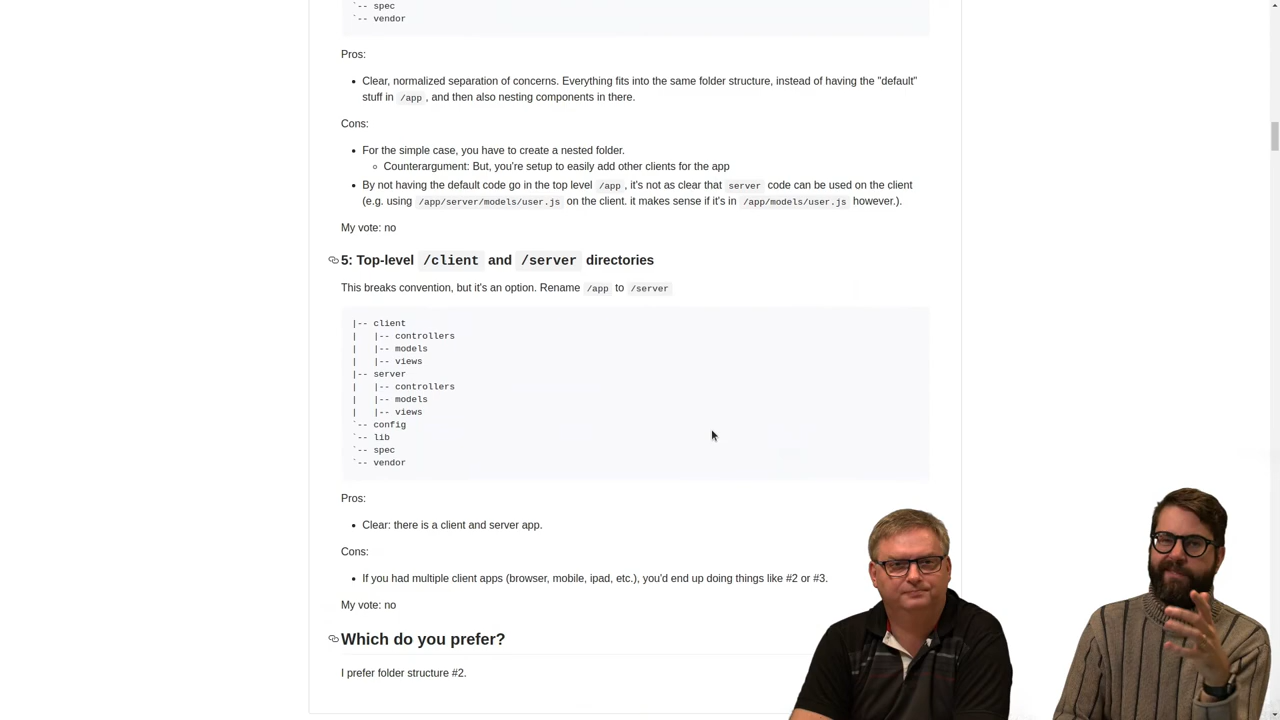 `-- spec
`-- vendor
Pros:
• Clear, normalized separation of concerns. Everything fits into the same folder structure, instead of having the "default"
stuff in /app, and then also nesting components in there.
Cons:
• For the simple case, you have to create a nested folder.
◦ Counterargument: But, you're setup to easily add other clients for the app
• By not having the default code go in the top level /app, it's not as clear that server code can be used on the client
(e.g. using /app/server/models/user.js on the client. it makes sense if it's in /app/models/user.js however.).
My vote: no
5: Top-level /client and /server directories
This breaks convention, but it's an option. Rename /app to /server
|-- client
|   |-- controllers
|   |-- models
|   |-- views
|-- server
|   |-- controllers
|   |-- models
|   |-- views
`-- config
`-- lib
`-- spec
`-- vendor
Pros:
• Clear: there is a client and server app.
Cons:
• If you had multiple client apps (browser, mobile, ipad, etc.), you'd end up doing things like #2 or #3.
My vote: no
Which do you prefer?
I prefer folder structure #2.